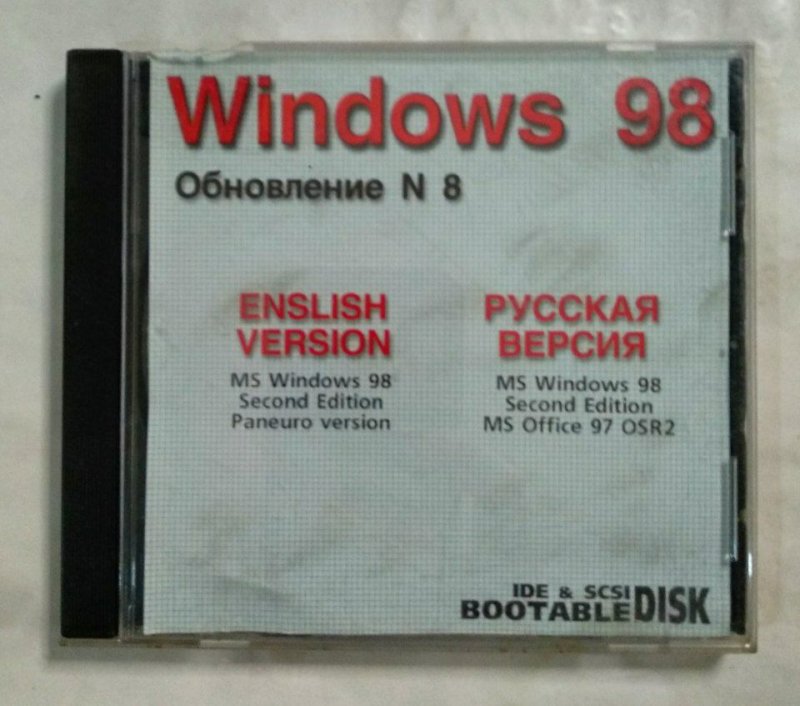 Windows 98
Обновление N 8
ENSLISH
VERSION
MS Windows 98
Second Edition
Paneuro version
РУССКАЯ
ВЕРСИЯ
MS Windows 98
Second Edition
MS Office 97 OSR2
IDE & SCSI
BOOTABLE DISK